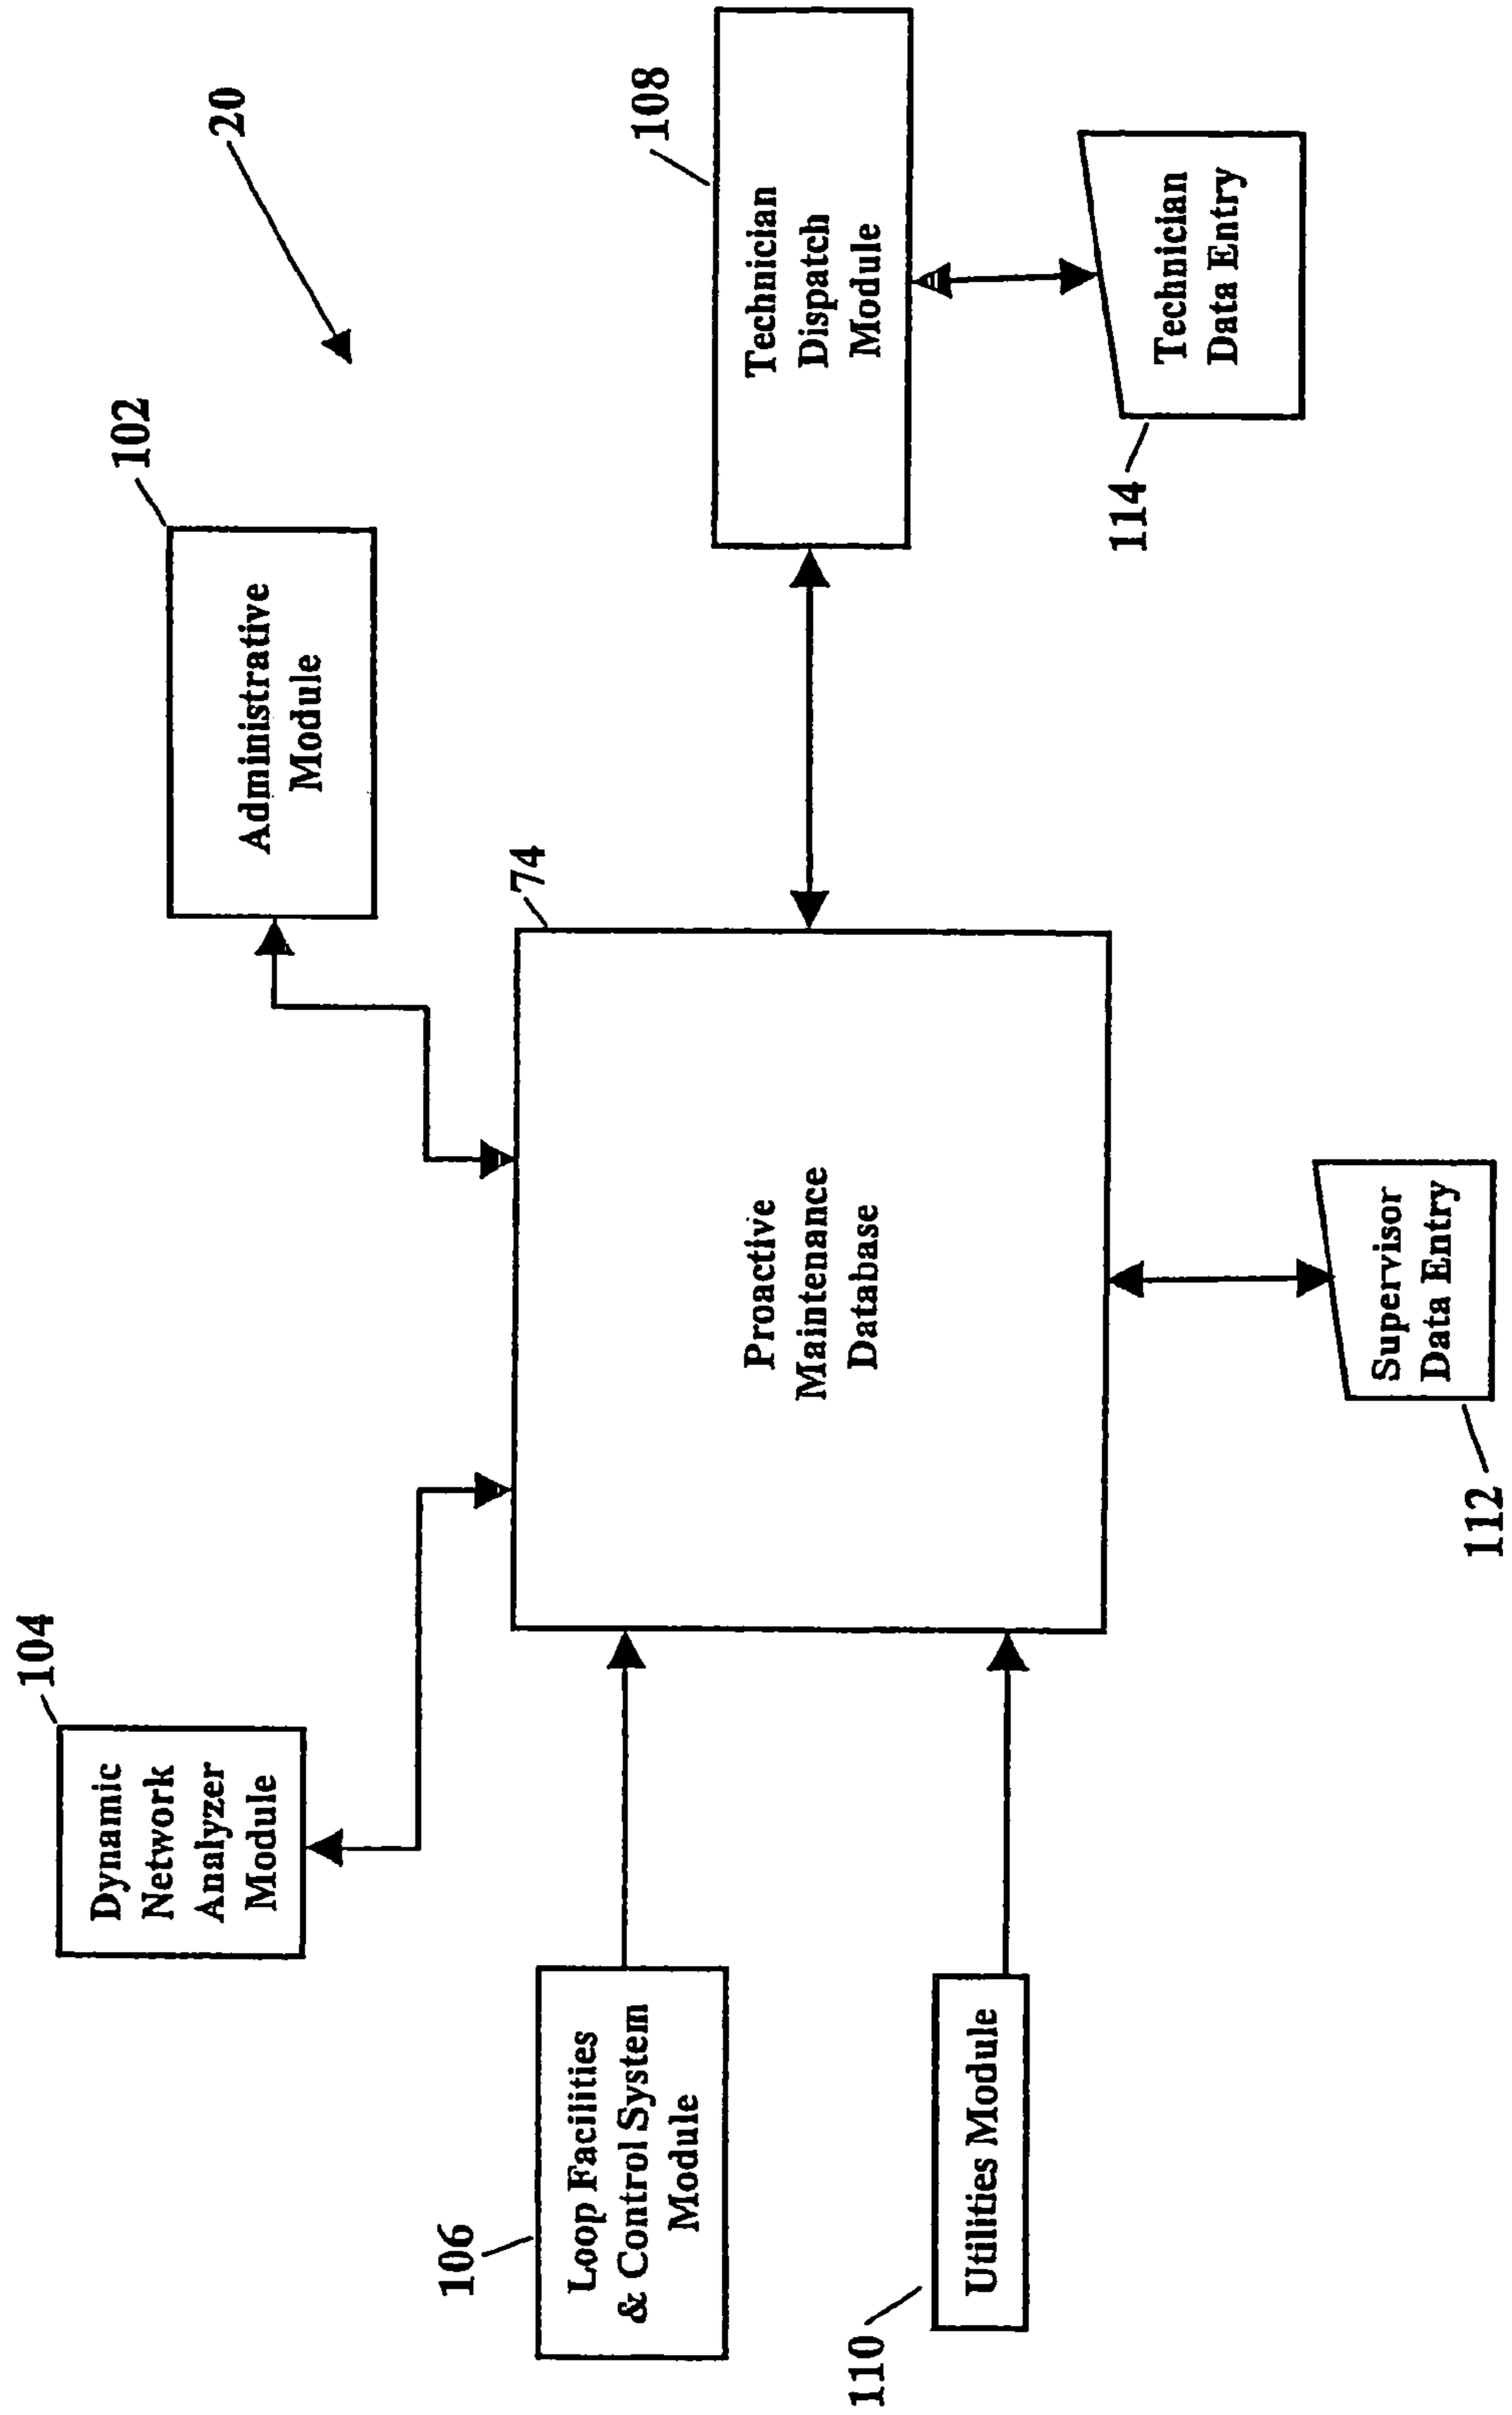 20
102
Administrative
Module
104
Dynamic
Network
Analyzer
Module
74
Proactive
Maintenance
Database
108
Technician
Dispatch
Module
106
Loop Facilities
& Control System
Module
110
Utilities Module
114
Technician
Data Entry
112
Supervisor
Data Entry